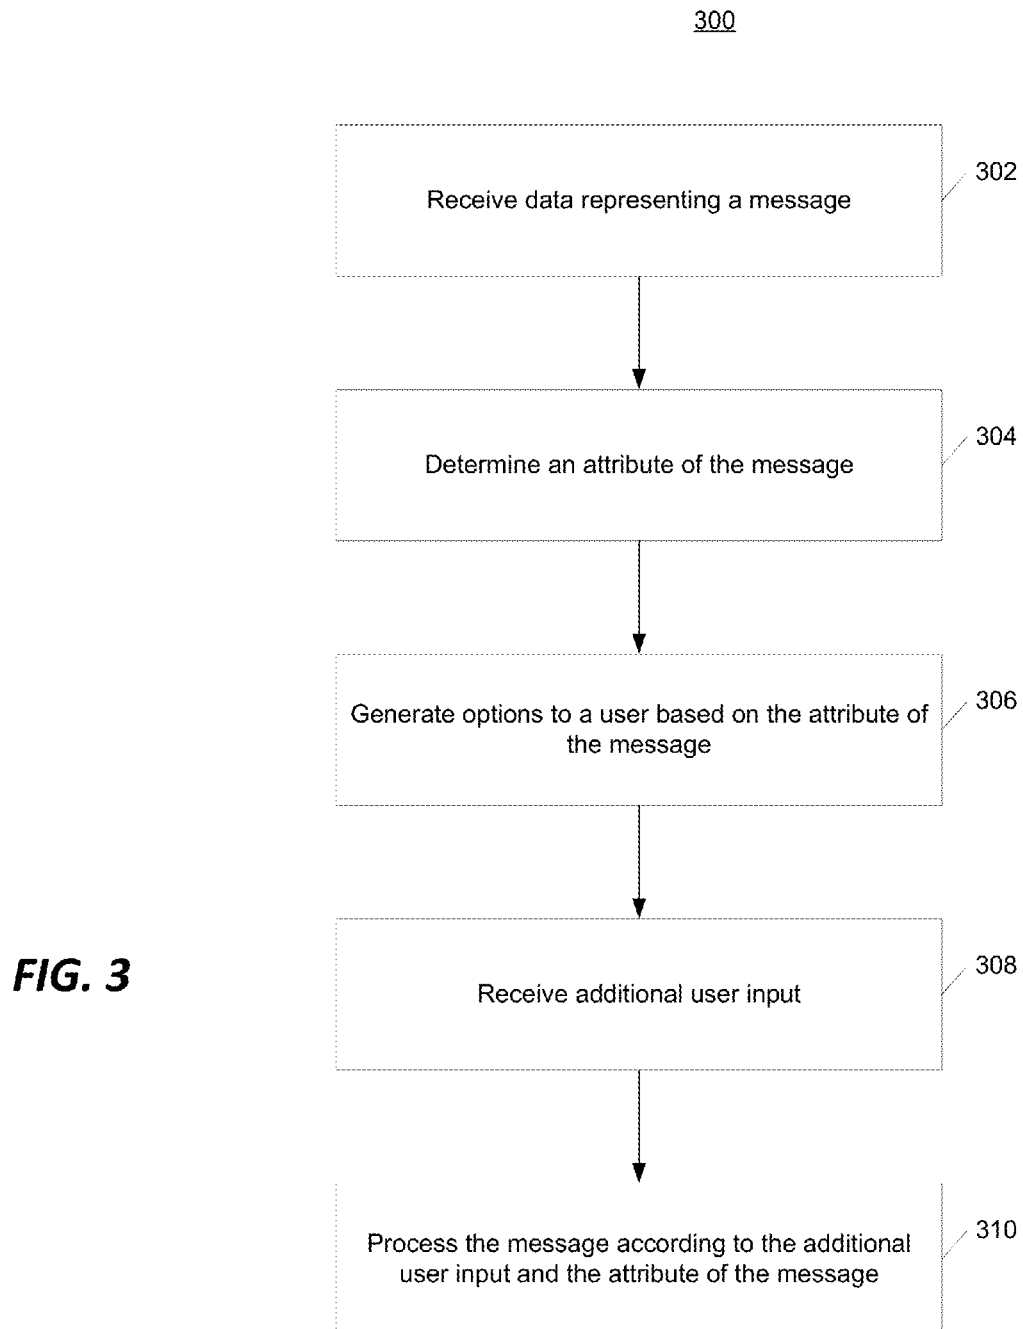 300
Receive data representing a message
302
Determine an attribute of the message
304
Generate options to a user based on the attribute of
the message
306
Receive additional user input
308
FIG. 3
Process the message according to the additional
user input and the attribute of the message
310